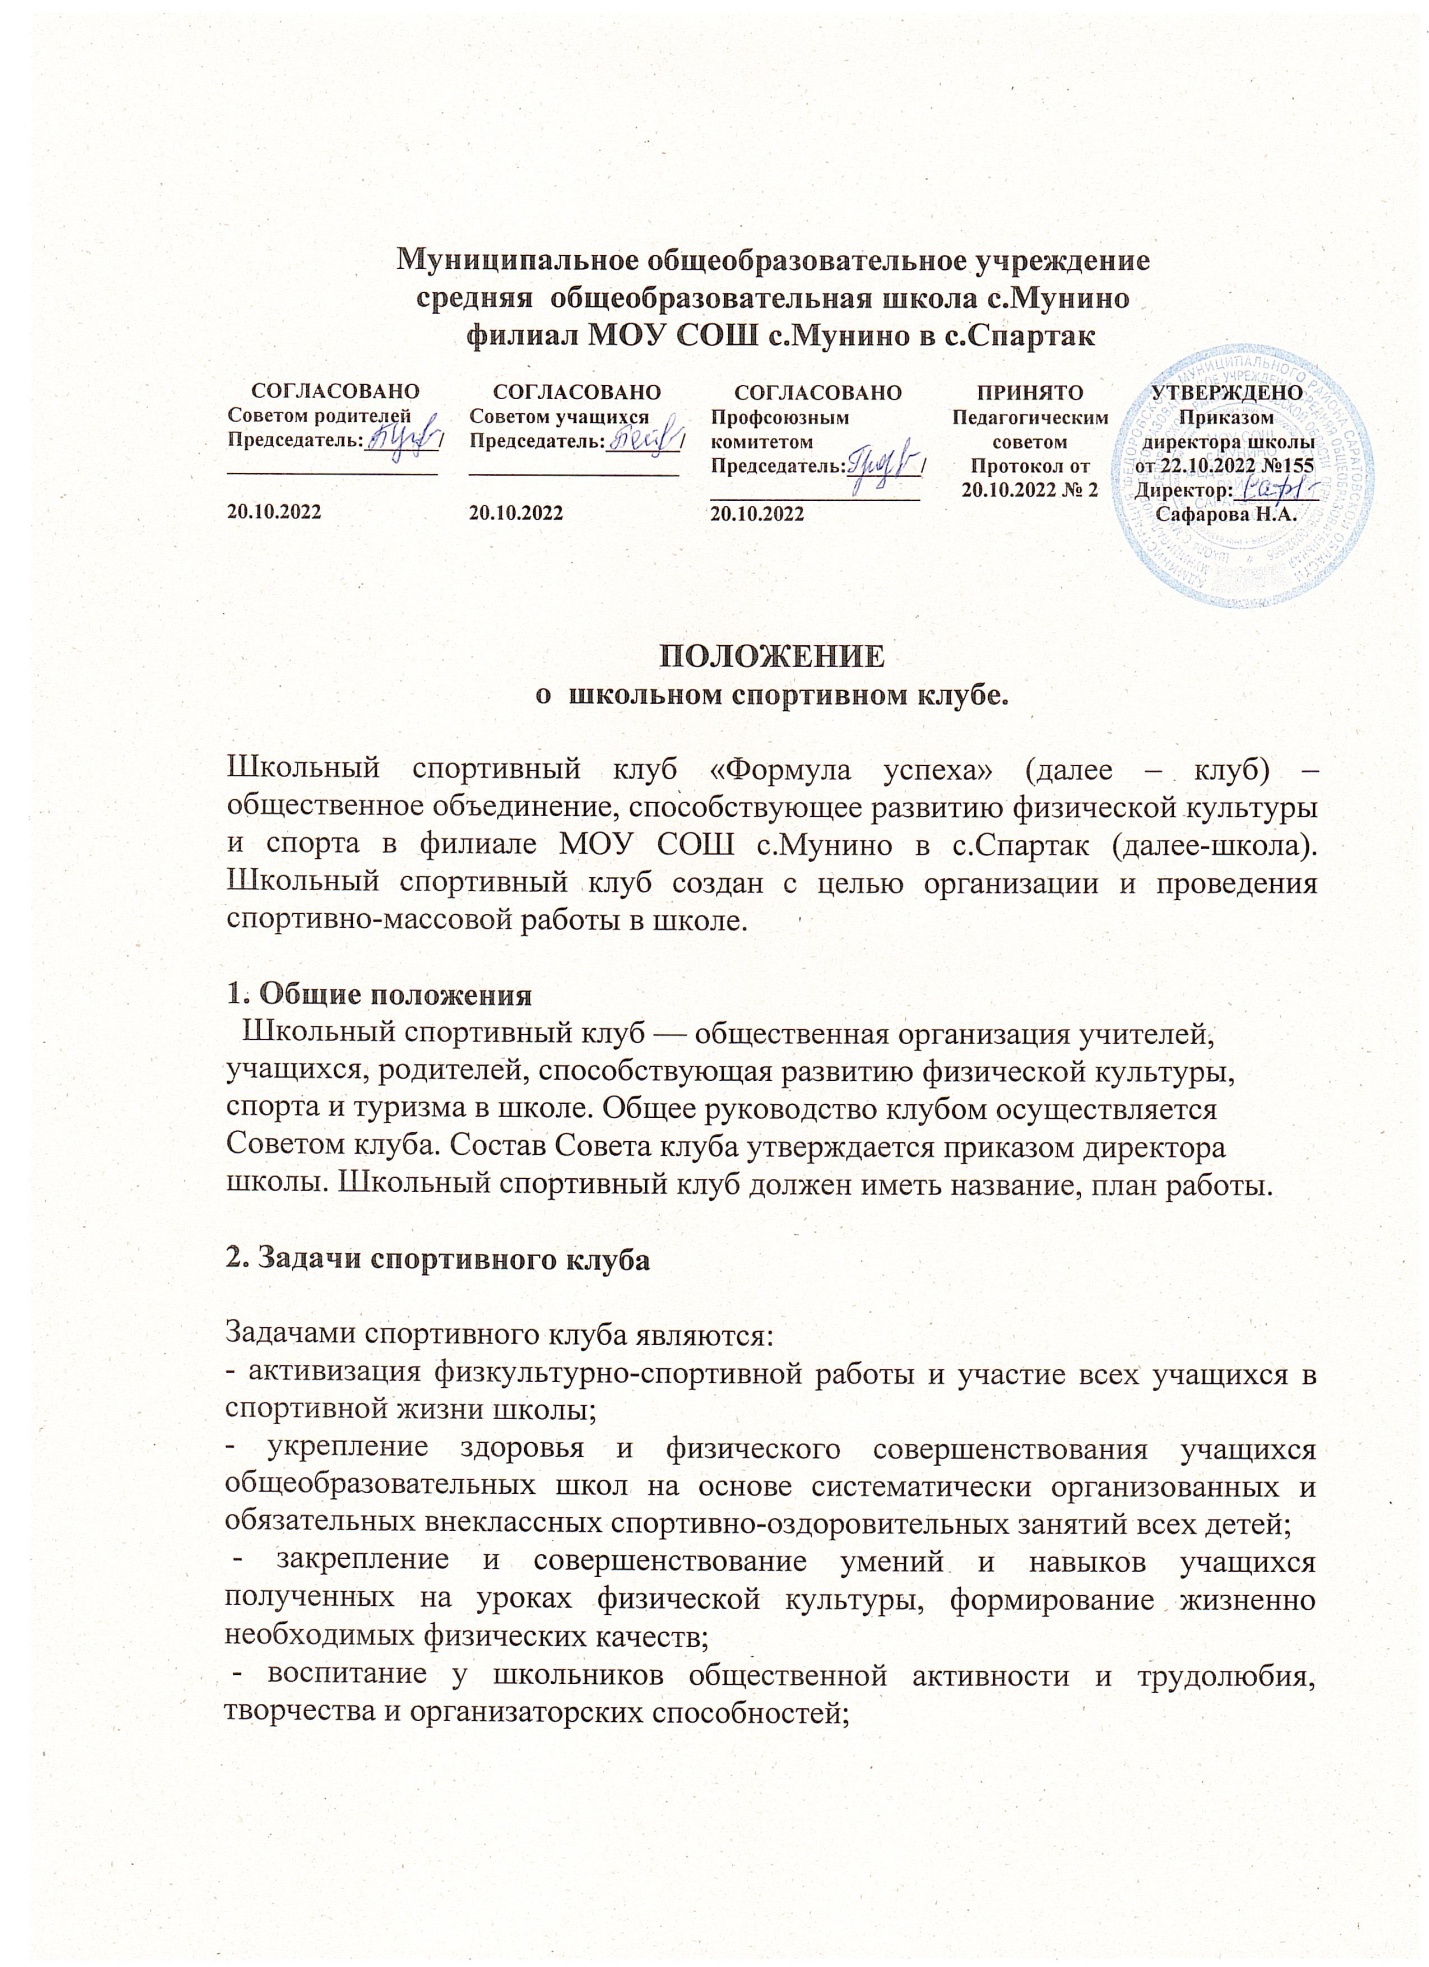 Муниципальное общеобразовательное учреждение
средняя общеобразовательная школа с.Мунино
филиал МОУ СОШ с.Мунино в с.Спартак
СОГЛАСОВАНО
Советом родителей
Председатель:________/
20.10.2022
СОГЛАСОВАНО
Советом учащихся
Председатель:________/
20.10.2022
СОГЛАСОВАНО
Профсоюзным
комитетом
Председатель:________/
20.10.2022
ПРИНЯТО
Педагогическим
советом
Протокол от
20.10.2022 № 2
УТВЕРЖДЕНО
Приказом
директора школы
от 22.10.2022 №155
Директор:________
Сафарова Н.А.
ПОЛОЖЕНИЕ
о школьном спортивном клубе.
Школьный спортивный клуб «Формула успеха» (далее – клуб) –
общественное объединение, способствующее развитию физической культуры
и спорта в филиале МОУ СОШ с.Мунино в с.Спартак (далее-школа).
Школьный спортивный клуб создан с целью организации и проведения
спортивно-массовой работы в школе.
1. Общие положения
Школьный спортивный клуб — общественная организация учителей,
учащихся, родителей, способствующая развитию физической культуры,
спорта и туризма в школе. Общее руководство клубом осуществляется
Советом клуба. Состав Совета клуба утверждается приказом директора
школы. Школьный спортивный клуб должен иметь название, план работы.
2. Задачи спортивного клуба
Задачами спортивного клуба являются:
- активизация физкультурно-спортивной работы и участие всех учащихся в
спортивной жизни школы;
- укрепление здоровья и физического совершенствования учащихся
общеобразовательных школ на основе систематически организованных и
обязательных внеклассных спортивно-оздоровительных занятий всех детей;
- закрепление и совершенствование умений и навыков учащихся
полученных на уроках физической культуры, формирование жизненно
необходимых физических качеств;
- воспитание у школьников общественной активности и трудолюбия,
творчества и организаторских способностей;